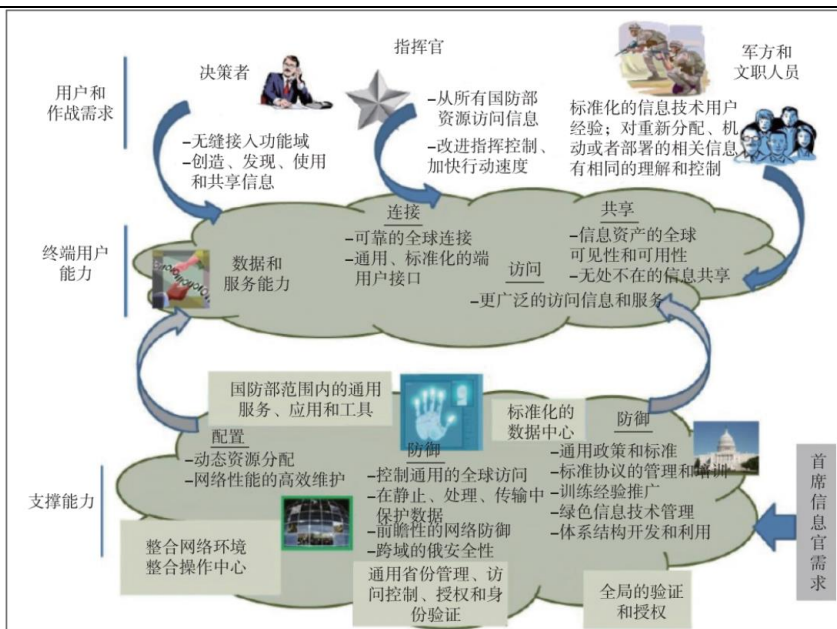 用户和
作战需求
决策者
–无缝接入功能域
–创造、发现、使用
和共享信息
指挥官
–从所有国防部
资源访问信息
–改进指挥控制、
加快行动速度
军方和
文职人员
标准化的信息技术用户
经验；对重新分配、机
动或者部署的相关信息
有相同的理解和控制
终端用户
能力
数据和
服务能力
连接
–可靠的全球连接
–通用、标准化的端
用户接口
访问
–更广泛的访问信息和服务
共享
–信息资产的全球
可见性和可用性
–无处不在的信息共享
支撑能力
国防部范围内的通用
服务、应用和工具
配置
–动态资源分配
–网络性能的高效维护
整合网络环境
整合操作中心
防御
–控制通用的全球访问
–在静止、处理、传输中
保护数据
–前瞻性的网络防御
–跨域的俄安全性
通用省份管理、访
问控制、授权和身
份验证
标准化的
数据中心
防御
–通用政策和标准
–标准协议的管理和培训
–训练经验推广
–绿色信息技术管理
–体系结构开发和利用
全局的验证
和授权
首席信息官需求